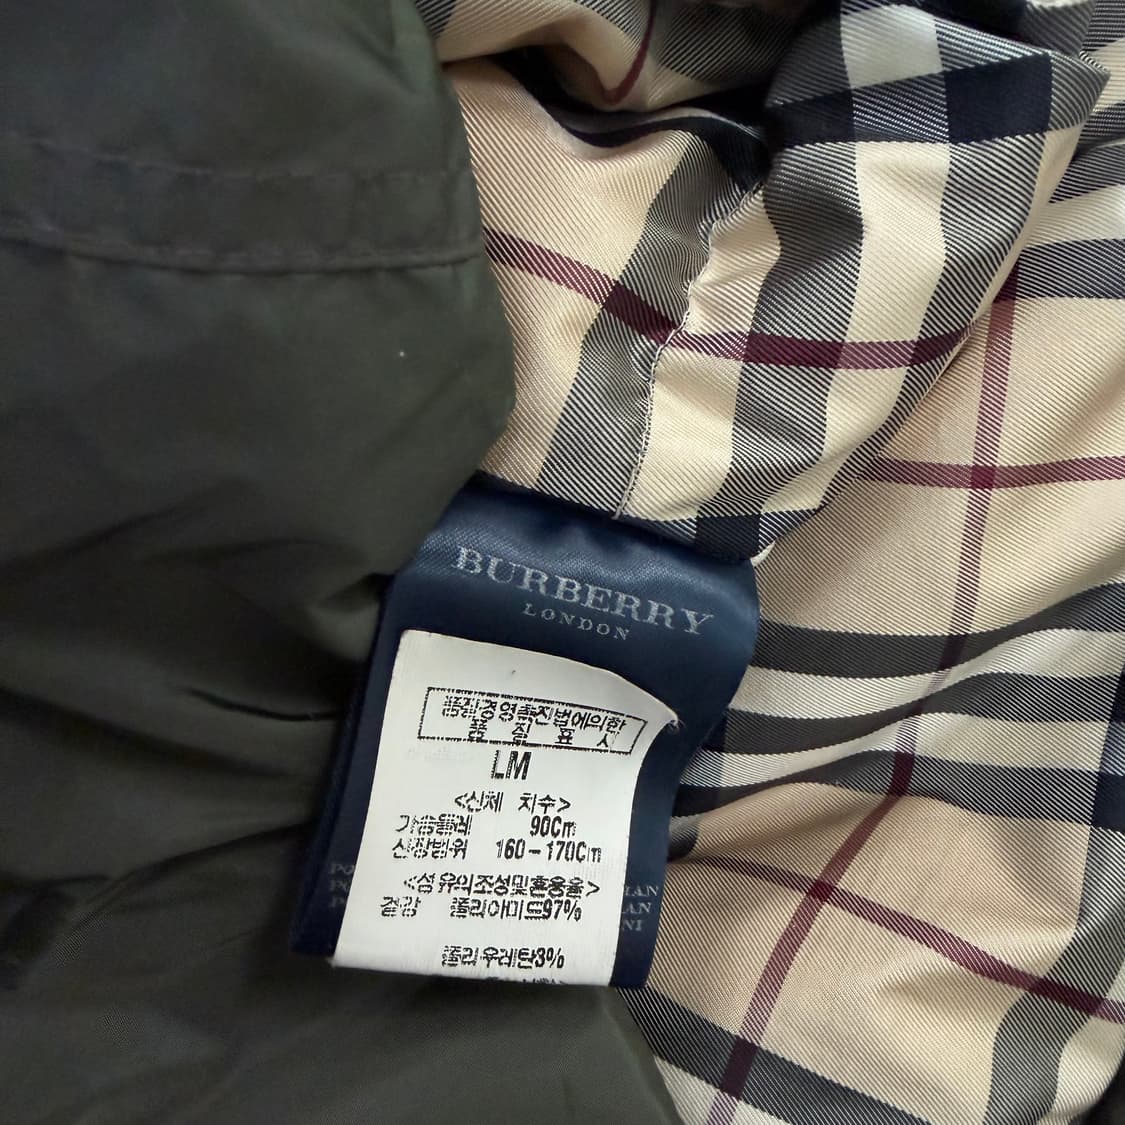 BURBERRY
LONDON
품질경영촉진법에의한
품 질 표 시
LM
<신체 치수>
가슴둘레 90Cm
신장범위 160-170Cm
<섬유의조성및혼용율>
겉감 폴리아미드97%
폴리우레탄3%